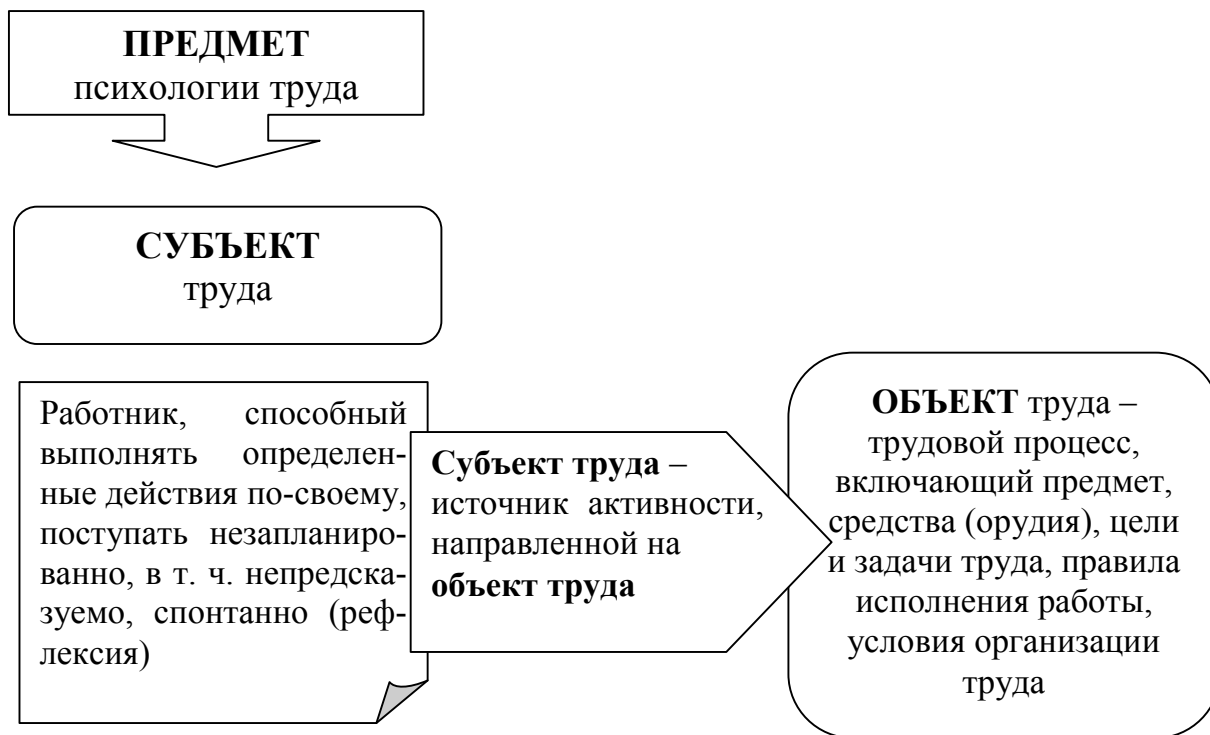 ПРЕДМЕТ
психологии труда
СУБЪЕКТ
труда
Работник, способный
выполнять определен-
ные действия по-своему,
поступать незапланиро-
ванно, в т. ч. непредска-
зуемо, спонтанно (реф-
лексия)
Субъект труда –
источник активности,
направленной на
объект труда
ОБЪЕКТ труда –
трудовой процесс,
включающий предмет,
средства (орудия), цели
и задачи труда, правила
исполнения работы,
условия организации
труда